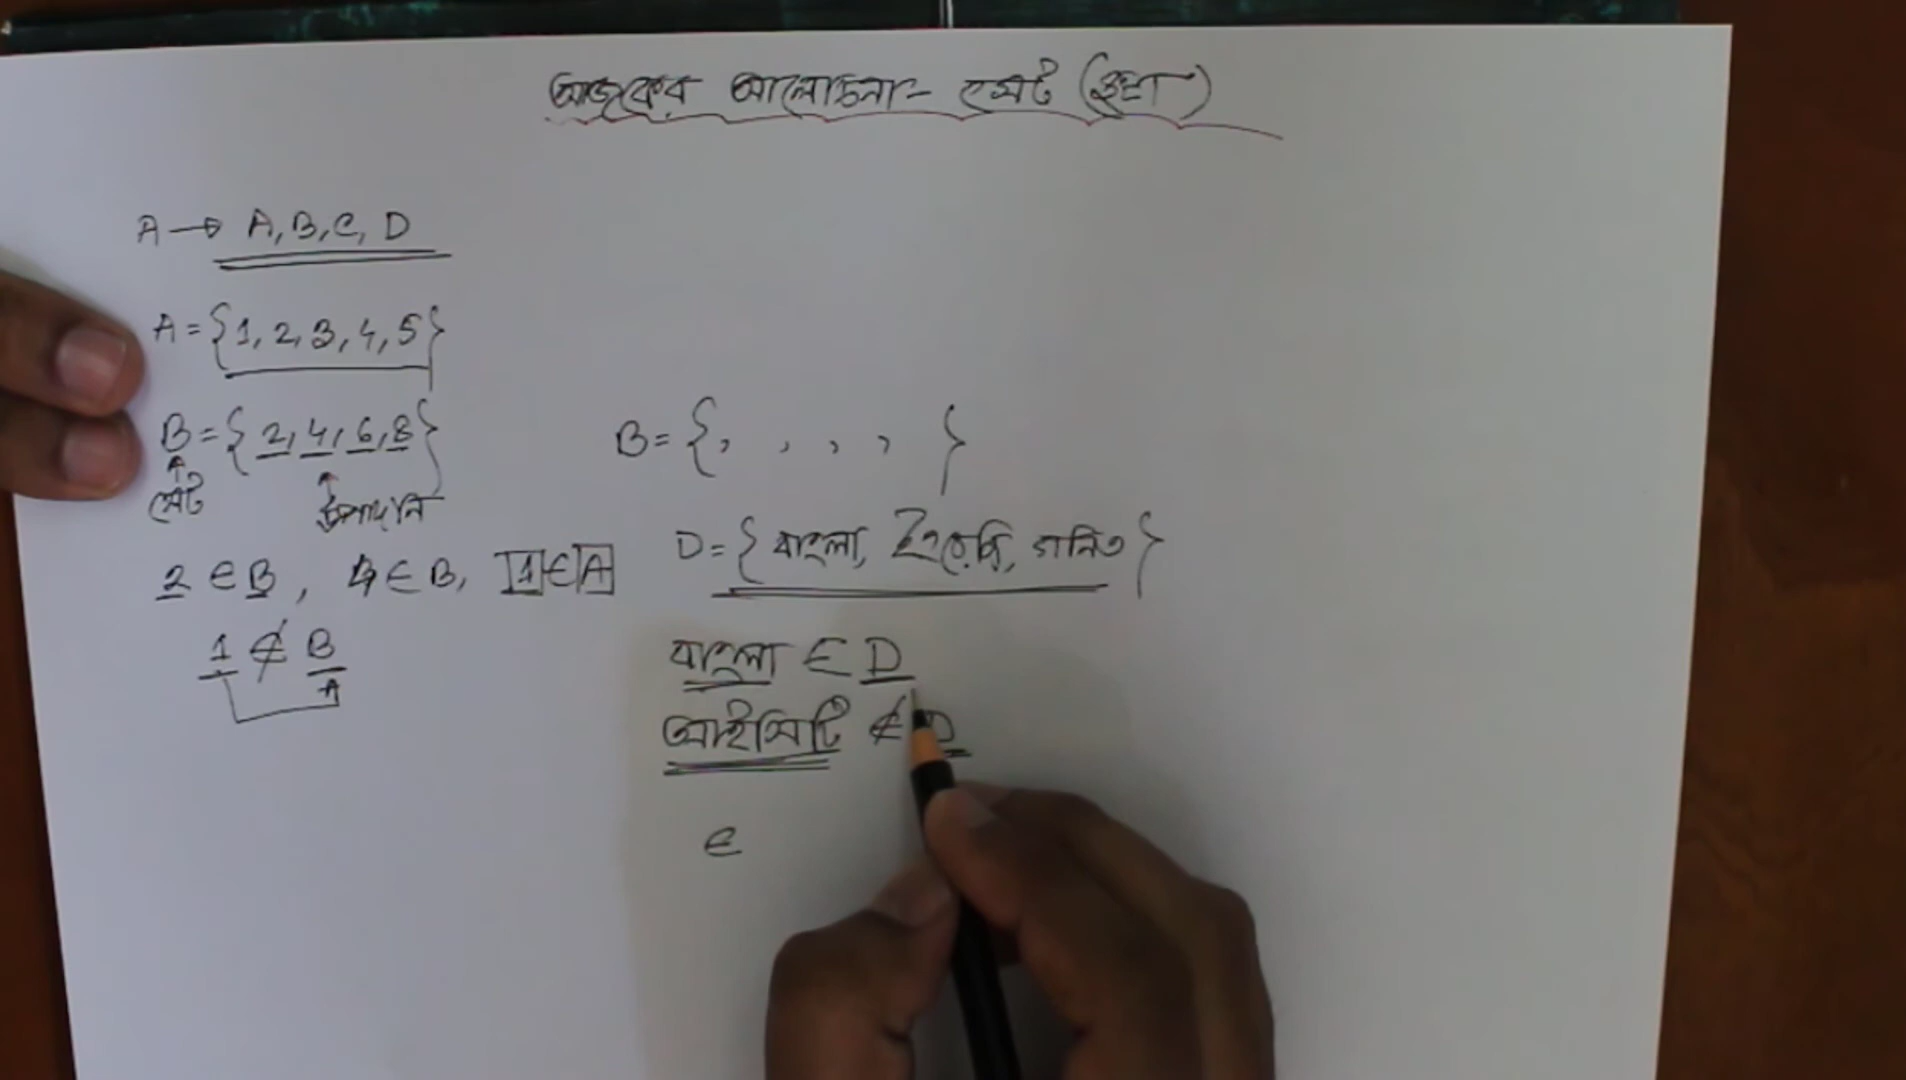 আজকের আলোচনা- সেট
A → A, B, C, D
A = {1, 2, 3, 4, 5}
B = {2, 4, 6, 8}
সেট উপাদান
2 ∈ B, 4 ∈ B, 1 ∈ A
1 ∉ B
A
B = {, , , , }
D = {বাংলা, ইংরেজি, গনিত}
বাংলা ∈ D
আইসিটি ∉ D
∈